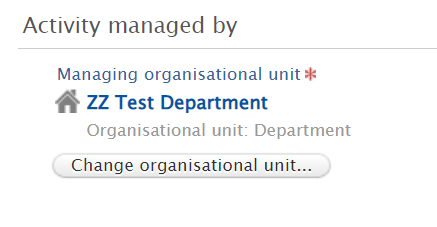 Activity managed by
Managing organisational unit *
ZZ Test Department
Organisational unit: Department
Change organisational unit...